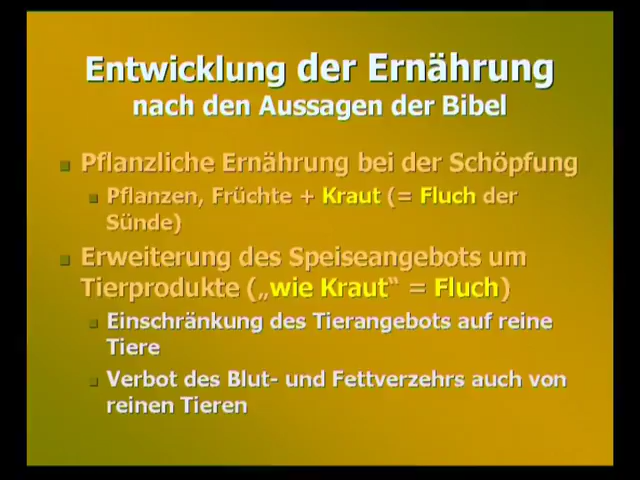 Entwicklung der Ernährung
nach den Aussagen der Bibel
Pflanzliche Ernährung bei der Schöpfung
Pflanzen, Früchte + Kraut (= Fluch der
Sünde)
Erweiterung des Speiseangebots um
Tierprodukte („wie Kraut“ = Fluch)
Einschränkung des Tierangebots auf reine
Tiere
Verbot des Blut- und Fettverzehrs auch von
reinen Tieren